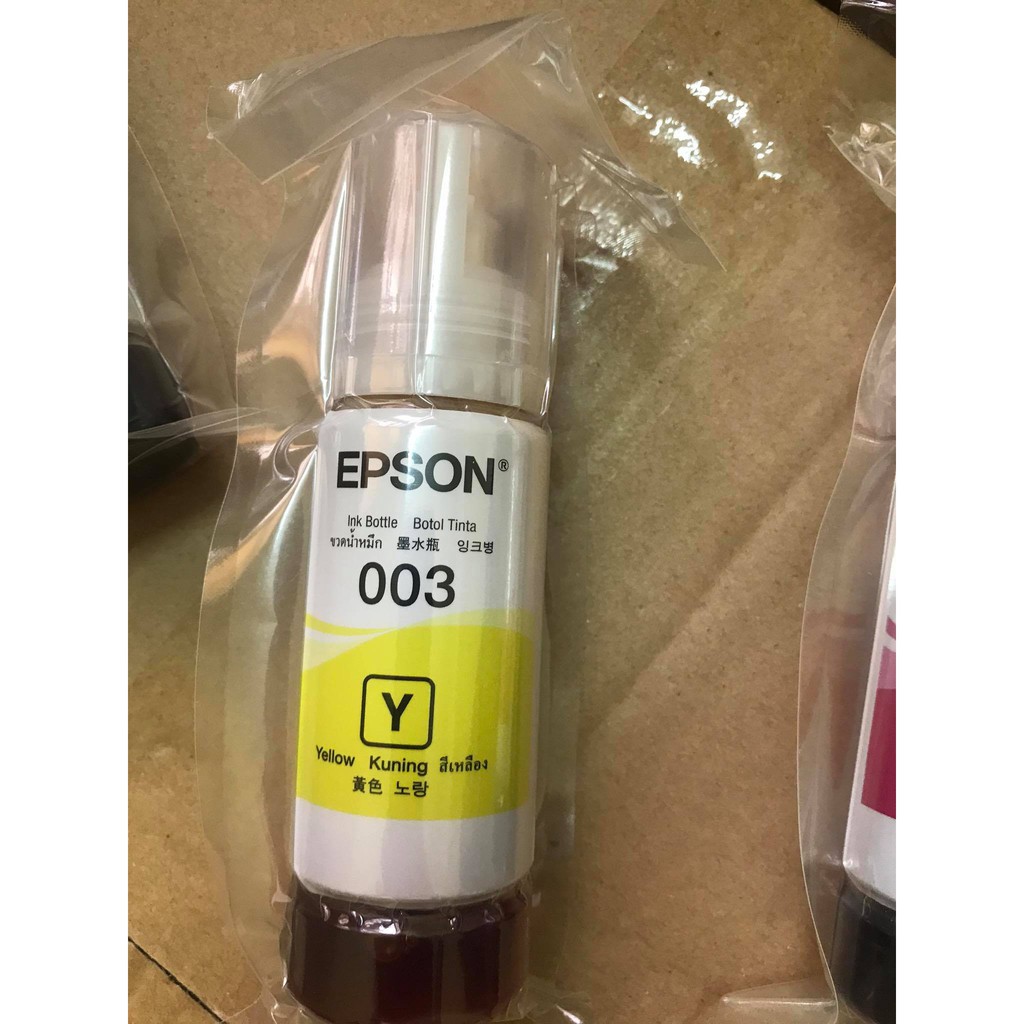 EPSON®
Ink Bottle Botol Tinta
ขวดน้ำหมึก 墨水瓶 잉크병
003
Y
Yellow Kuning สีเหลือง
黃色 노랑